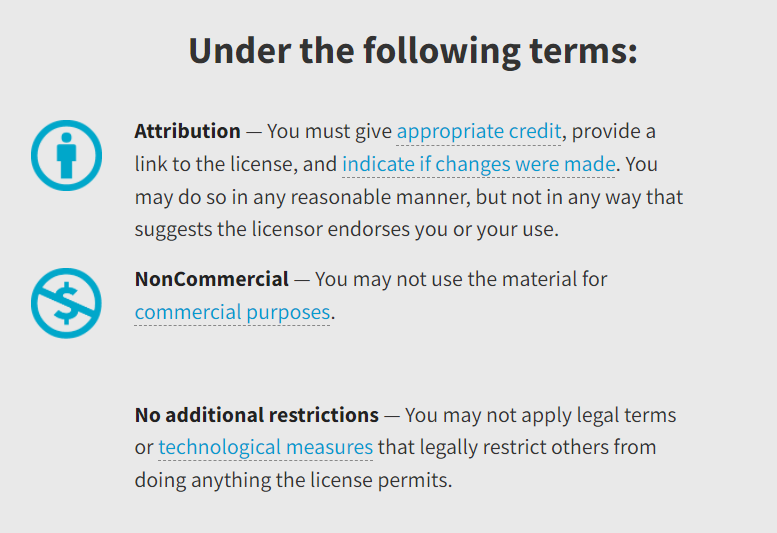 Under the following terms:
Attribution — You must give appropriate credit, provide a
link to the license, and indicate if changes were made. You
may do so in any reasonable manner, but not in any way that
suggests the licensor endorses you or your use.
NonCommercial — You may not use the material for
commercial purposes.
No additional restrictions — You may not apply legal terms
or technological measures that legally restrict others from
doing anything the license permits.